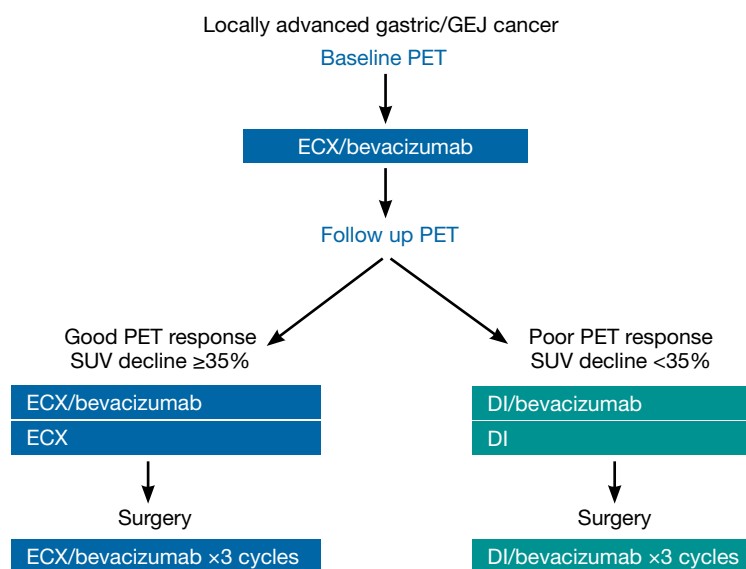 Locally advanced gastric/GEJ cancer
Baseline PET
ECX/bevacizumab
Follow up PET
Good PET response
SUV decline ≥35%
ECX/bevacizumab
ECX
Surgery
ECX/bevacizumab ×3 cycles
Poor PET response
SUV decline <35%
DI/bevacizumab
DI
Surgery
DI/bevacizumab ×3 cycles